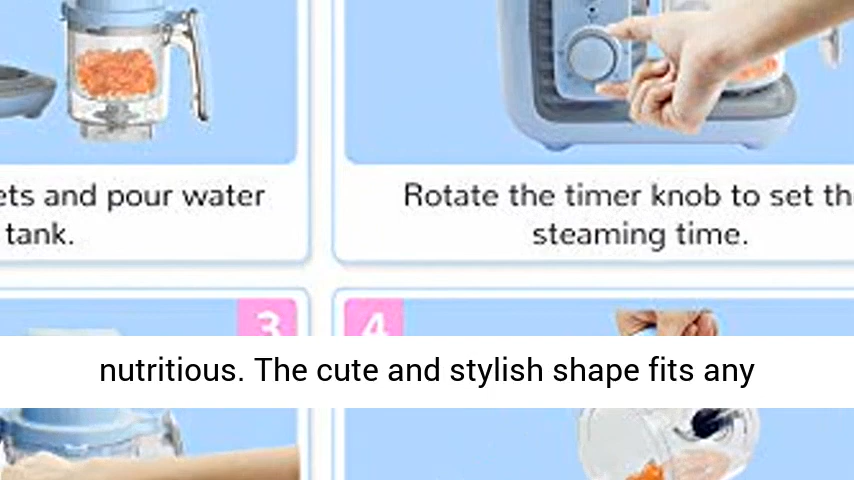 ets and pour water
tank.
Rotate the timer knob to set th
steaming time.
3
4
nutritious. The cute and stylish shape fits any